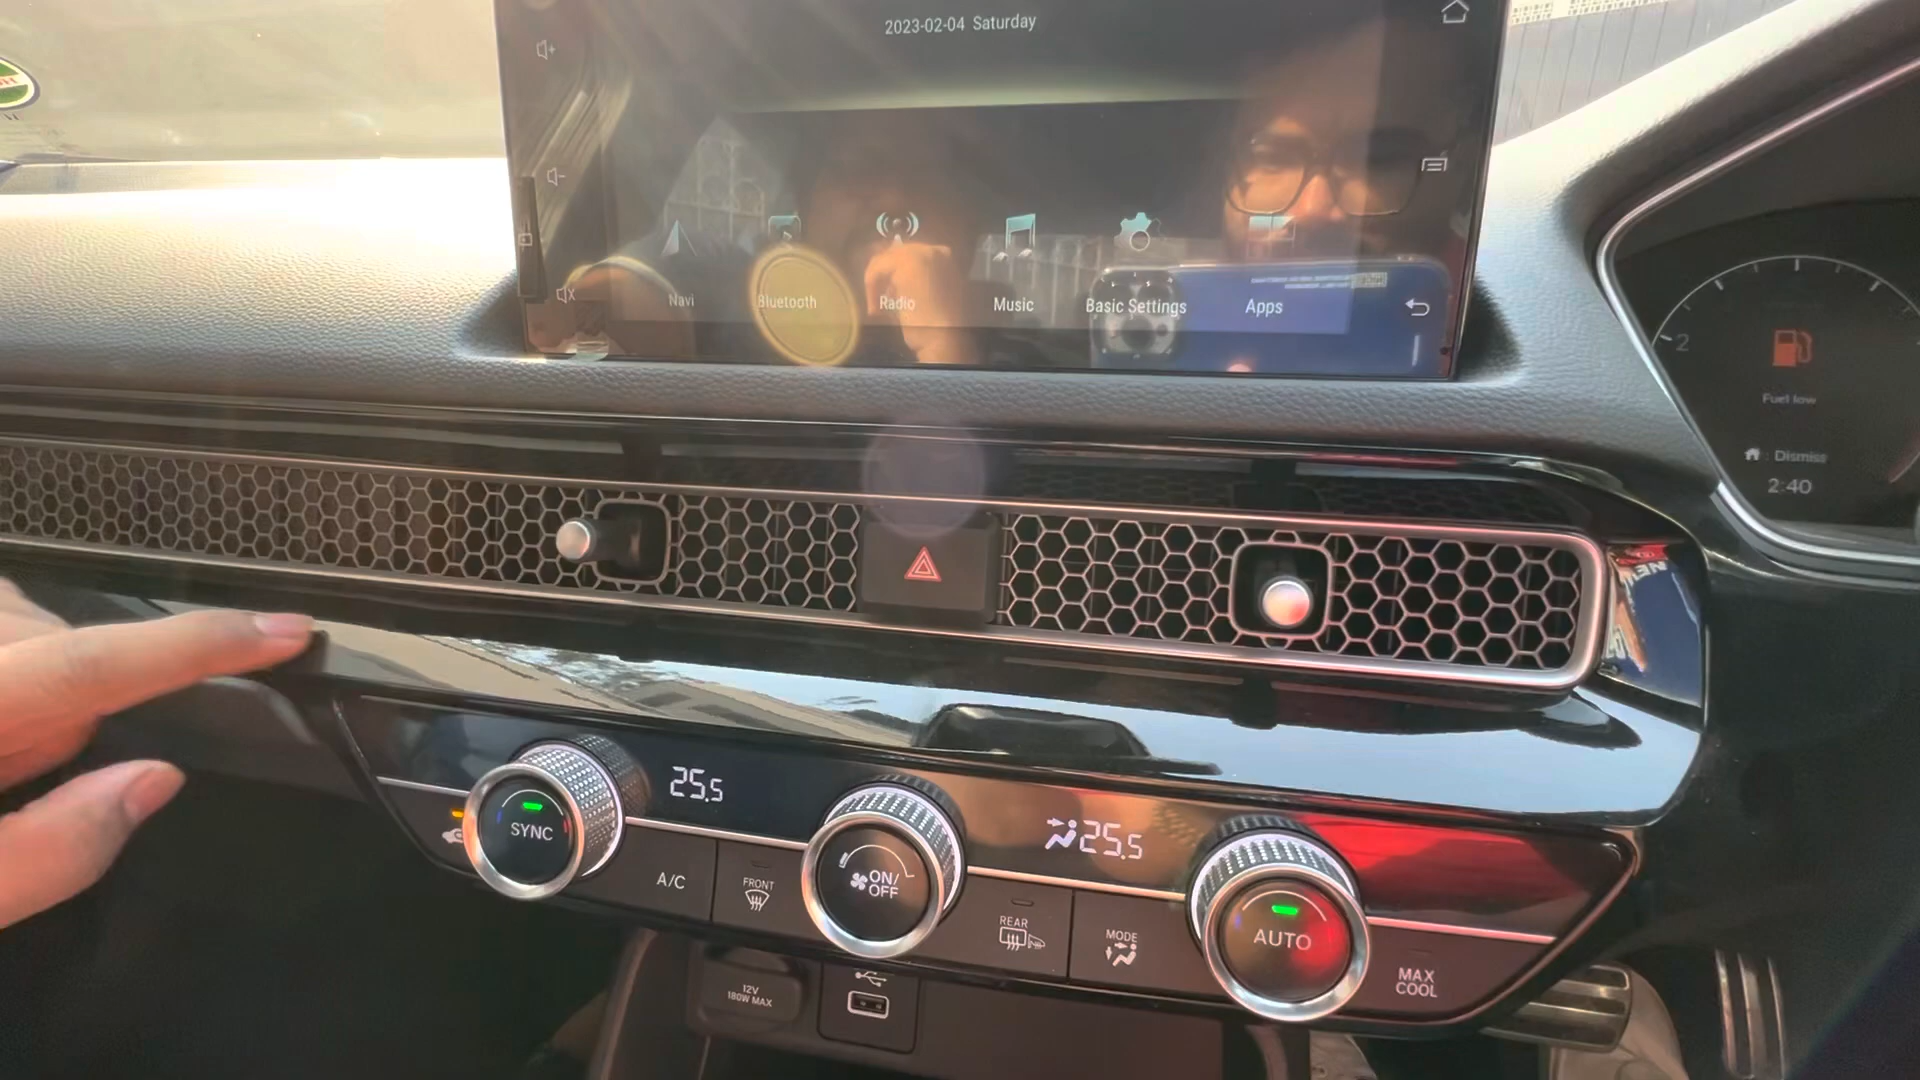 2023-02-04 Saturday
Navi
Bluetooth
Radio
Music
Basic Settings
Apps
2
Fuel low
: Dismiss
2:40
SYNC
25.5
A/C
FRONT
ON/
OFF
25.5
REAR
MODE
AUTO
MAX
COOL
12V
180W MAX